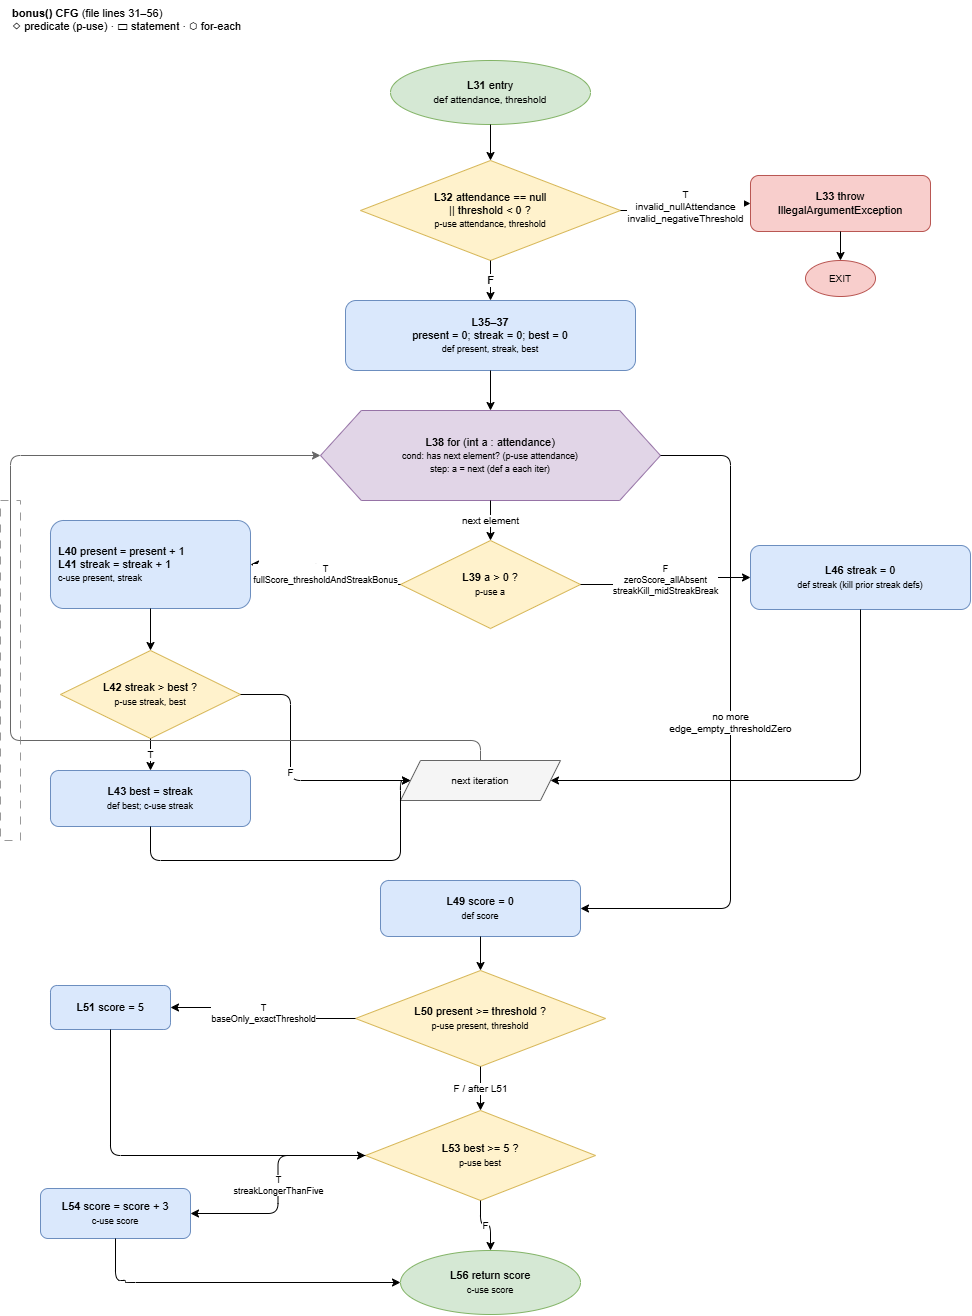 bonus() CFG (file lines 31–56)
◇ predicate (p-use) · ▭ statement · ⬡ for-each
L31 entry
def attendance, threshold
L32 attendance == null
|| threshold < 0 ?
p-use attendance, threshold
T
invalid_nullAttendance
invalid_negativeThreshold
L33 throw
IllegalArgumentException
EXIT
F
L35–37
present = 0; streak = 0; best = 0
def present, streak, best
L38 for (int a : attendance)
cond: has next element? (p-use attendance)
step: a = next (def a each iter)
next element
L40 present = present + 1
L41 streak = streak + 1
c-use present, streak
T
fullScore_thresholdAndStreakBonus
L39 a > 0 ?
p-use a
F
zeroScore_allAbsent
streakKill_midStreakBreak
L46 streak = 0
def streak (kill prior streak defs)
L42 streak > best ?
p-use streak, best
no more
edge_empty_thresholdZero
T
F
next iteration
L43 best = streak
def best; c-use streak
L49 score = 0
def score
L51 score = 5
T
baseOnly_exactThreshold
L50 present >= threshold ?
p-use present, threshold
F / after L51
L53 best >= 5 ?
p-use best
T
streakLongerThanFive
L54 score = score + 3
c-use score
F
L56 return score
c-use score